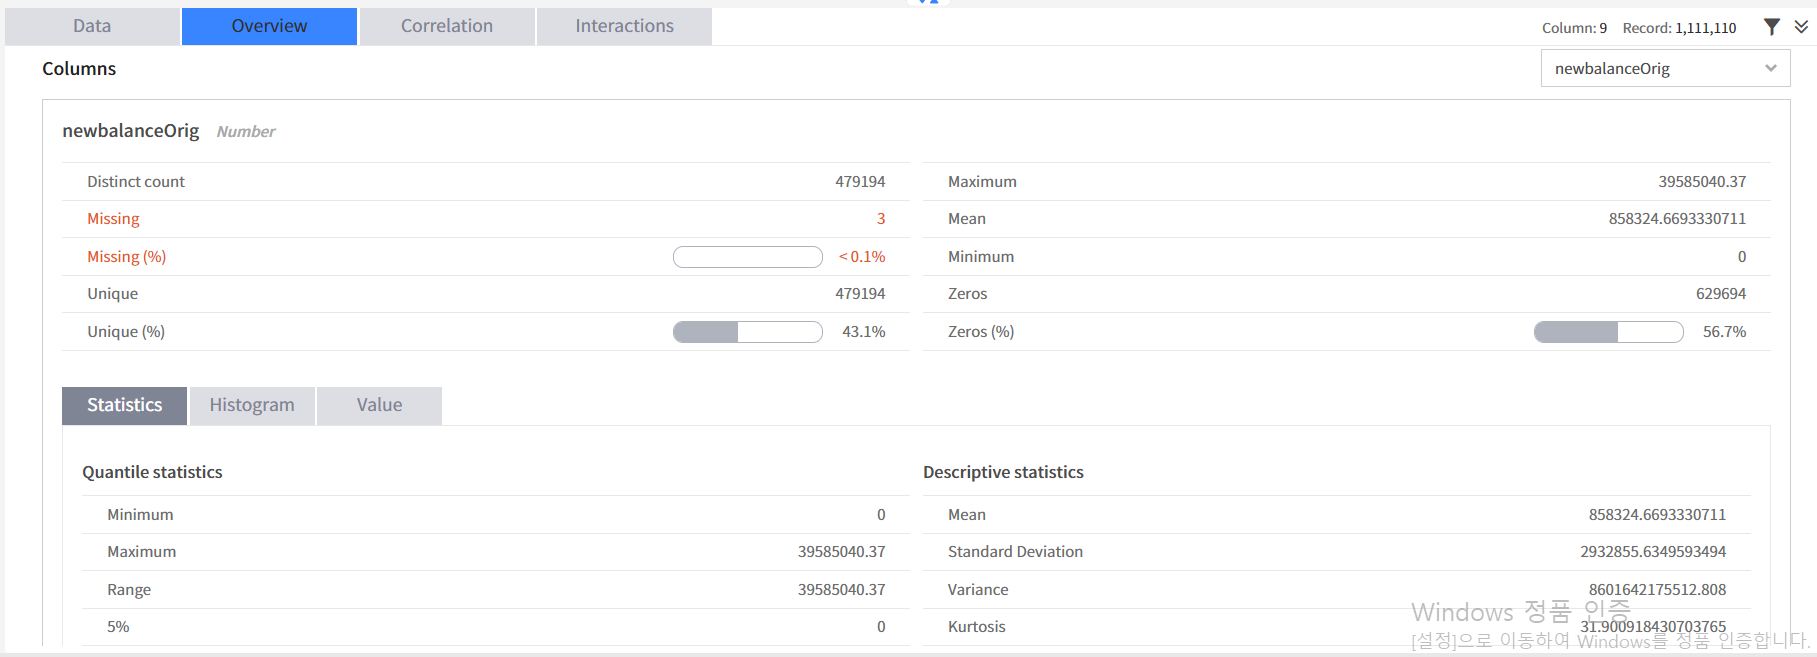 Data Overview Correlation Interactions Column: 9 Record: 1,111,110
Columns newbalanceOrig
newbalanceOrig Number
Distinct count 479194 Maximum 39585040.37
Missing 3 Mean 858324.6693330711
Missing (%) < 0.1% Minimum 0
Unique 479194 Zeros 629694
Unique (%) 43.1% Zeros (%) 56.7%
Statistics Histogram Value
Quantile statistics Descriptive statistics
Minimum 0 Mean 858324.6693330711
Maximum 39585040.37 Standard Deviation 2932855.6349593494
Range 39585040.37 Variance 8601642175512.808
Windows 정품 인증
5% 0 Kurtosis 31.900918430703765
[설정]으로 이동하여 Windows를 정품 인증합니다.